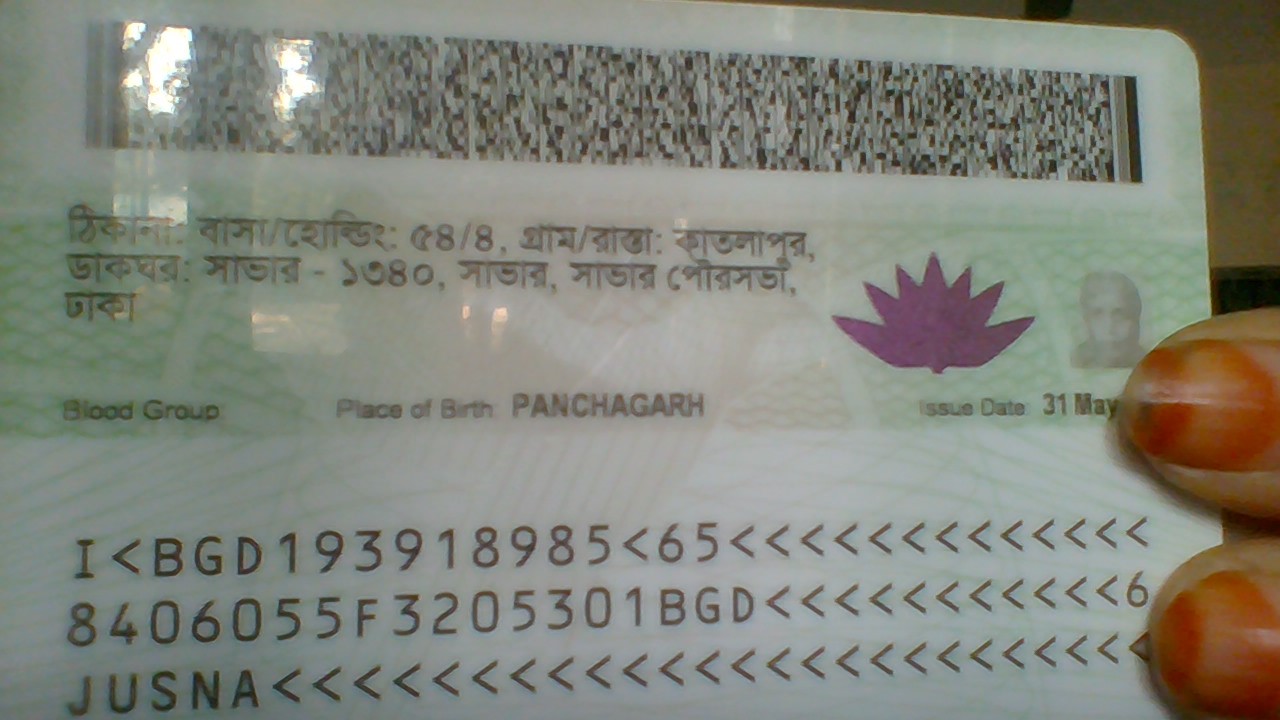 ঠিকানা: বাসা/হোল্ডিং: ৫৪/৪, গ্রাম/রাস্তা: কাতলাপুর,
ডাকঘর: সাভার - ১৩৪০, সাভার, সাভার পৌরসভা,
ঢাকা
Blood Group Place of Birth PANCHAGARH Issue Date 31 May
I<BGD193918985<65<<<<<<<<<<<<<
8406055F3205301BGD<<<<<<<<<<<6
JUSNA<<<<<<<<<<<<<<<<<<<<<<<<<